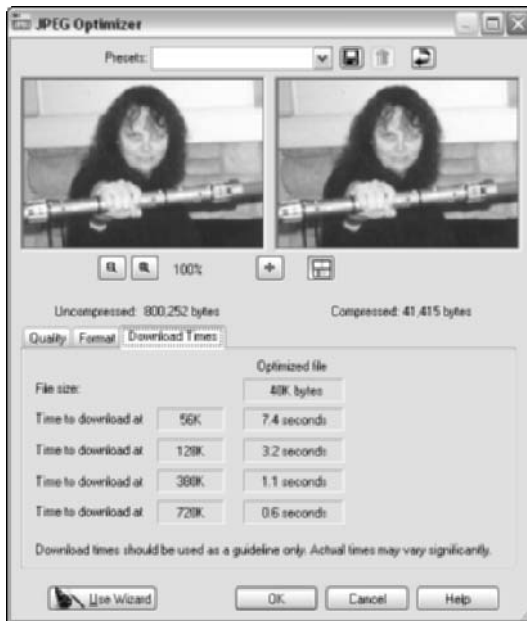 JPEG Optimizer
Presets:
100%
Uncompressed: 800,252 bytes
Compressed: 41,415 bytes
Quality Format Download Times
Optimized file
File size: 40K bytes
Time to download at 56K 7.4 seconds
Time to download at 128K 3.2 seconds
Time to download at 380K 1.1 seconds
Time to download at 720K 0.6 seconds
Download times should be used as a guideline only. Actual times may vary significantly.
Use Wizard OK Cancel Help